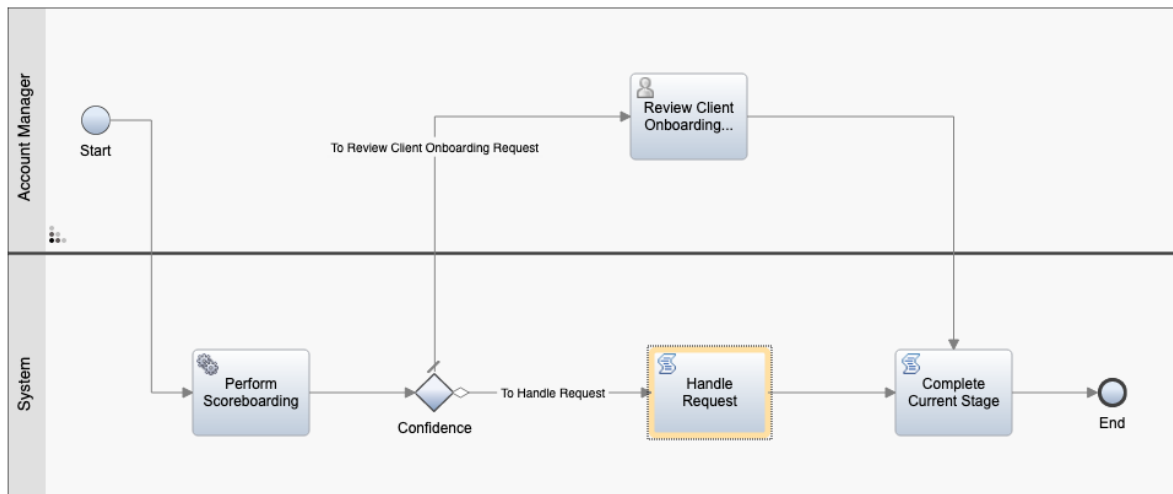 Account Manager
Start
To Review Client Onboarding Request
Review Client
Onboarding...
System
Perform
Scoreboarding
Confidence
To Handle Request
Handle
Request
Complete
Current Stage
End